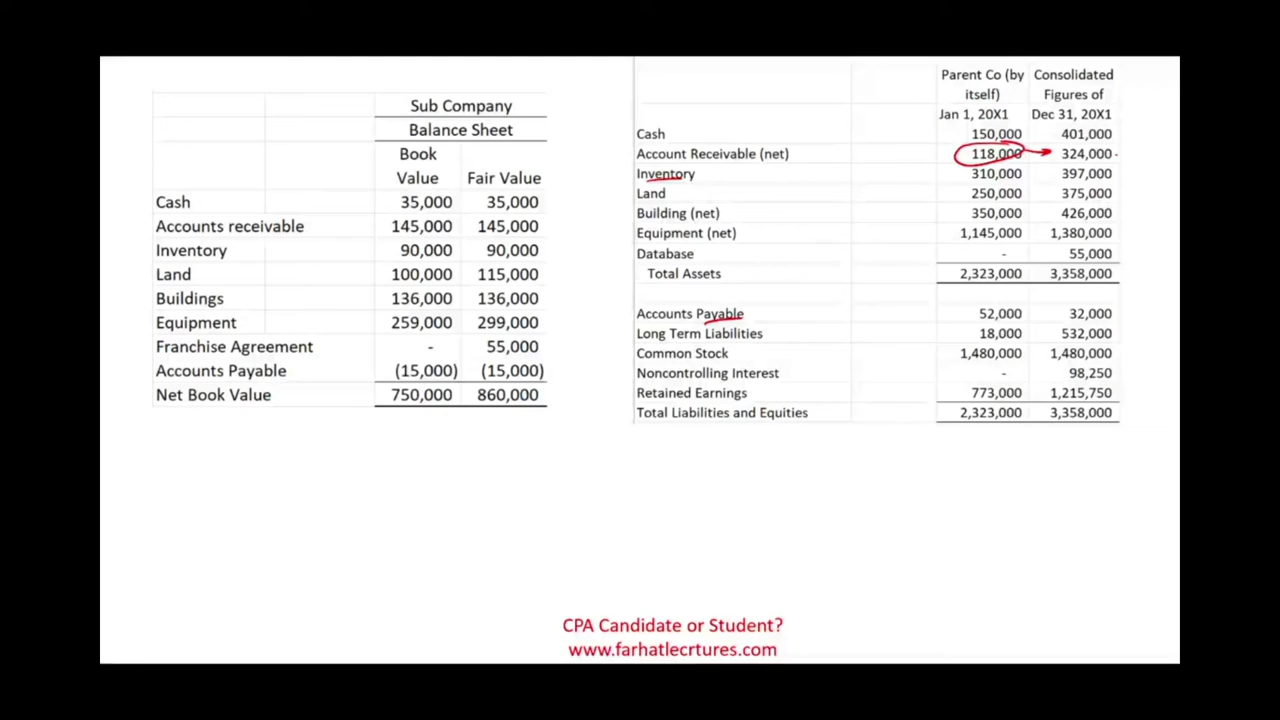 Sub Company
Balance Sheet
Book Value Fair Value
Cash 35,000 35,000
Accounts receivable 145,000 145,000
Inventory 90,000 90,000
Land 100,000 115,000
Buildings 136,000 136,000
Equipment 259,000 299,000
Franchise Agreement - 55,000
Accounts Payable (15,000) (15,000)
Net Book Value 750,000 860,000
Parent Co (by itself) Consolidated Figures of
Jan 1, 20X1 Dec 31, 20X1
Cash 150,000 401,000
Account Receivable (net) 118,000 324,000
Inventory 310,000 397,000
Land 250,000 375,000
Building (net) 350,000 426,000
Equipment (net) 1,145,000 1,380,000
Database - 55,000
Total Assets 2,323,000 3,358,000
Accounts Payable 52,000 32,000
Long Term Liabilities 18,000 532,000
Common Stock 1,480,000 1,480,000
Noncontrolling Interest - 98,250
Retained Earnings 773,000 1,215,750
Total Liabilities and Equities 2,323,000 3,358,000
CPA Candidate or Student?
www.farhatlecrtures.com